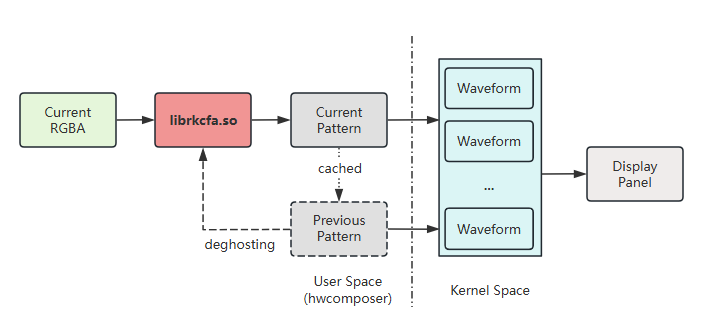 Current
RGBA
librkcfa.so
Current
Pattern
cached
Previous
Pattern
deghosting
User Space
(hwcomposer)
Waveform
Waveform
...
Waveform
Kernel Space
Display
Panel